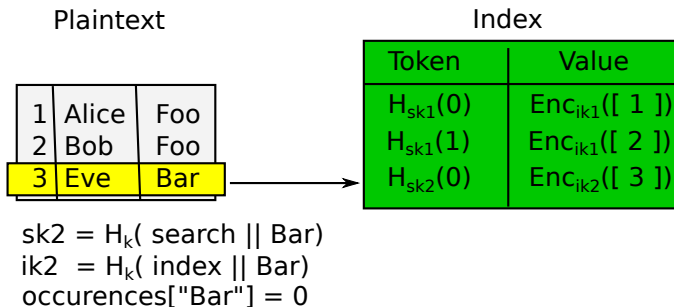 Plaintext
Index
Token Value
1 Alice Foo
2 Bob Foo
3 Eve Bar
H_sk1(0) Enc_ik1([ 1 ])
H_sk1(1) Enc_ik1([ 2 ])
H_sk2(0) Enc_ik2([ 3 ])
sk2 = H_k( search || Bar)
ik2 = H_k( index || Bar)
occurences["Bar"] = 0